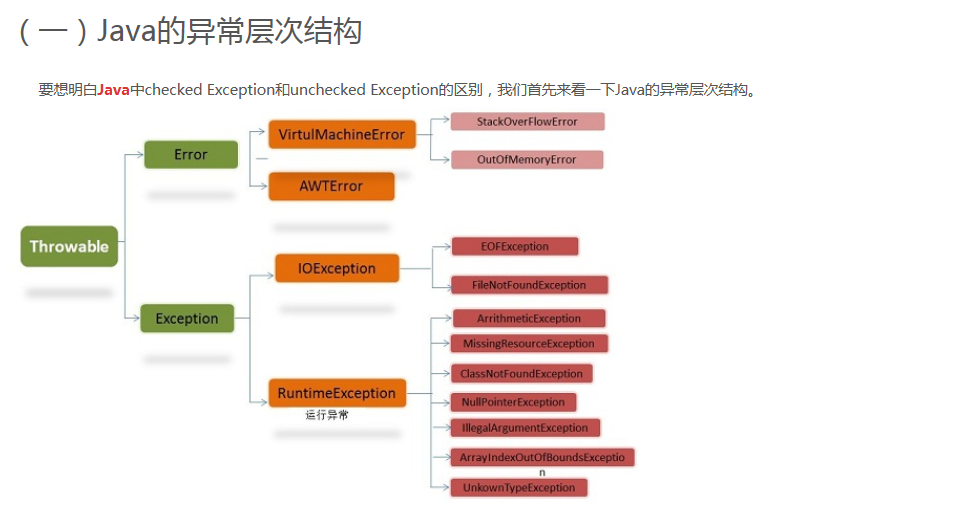 （一）Java的异常层次结构
要想明白Java中checked Exception和unchecked Exception的区别，我们首先来看一下Java的异常层次结构。
Throwable
Error
VirtulMachineError
StackOverFlowError
OutOfMemoryError
AWTError
Exception
IOException
EOFException
FileNotFoundException
RuntimeException
运行异常
ArrithmeticException
MissingResourceException
ClassNotFoundException
NullPointerException
IllegalArgumentException
ArrayIndexOutOfBoundsExceptio
n
UnkownTypeException